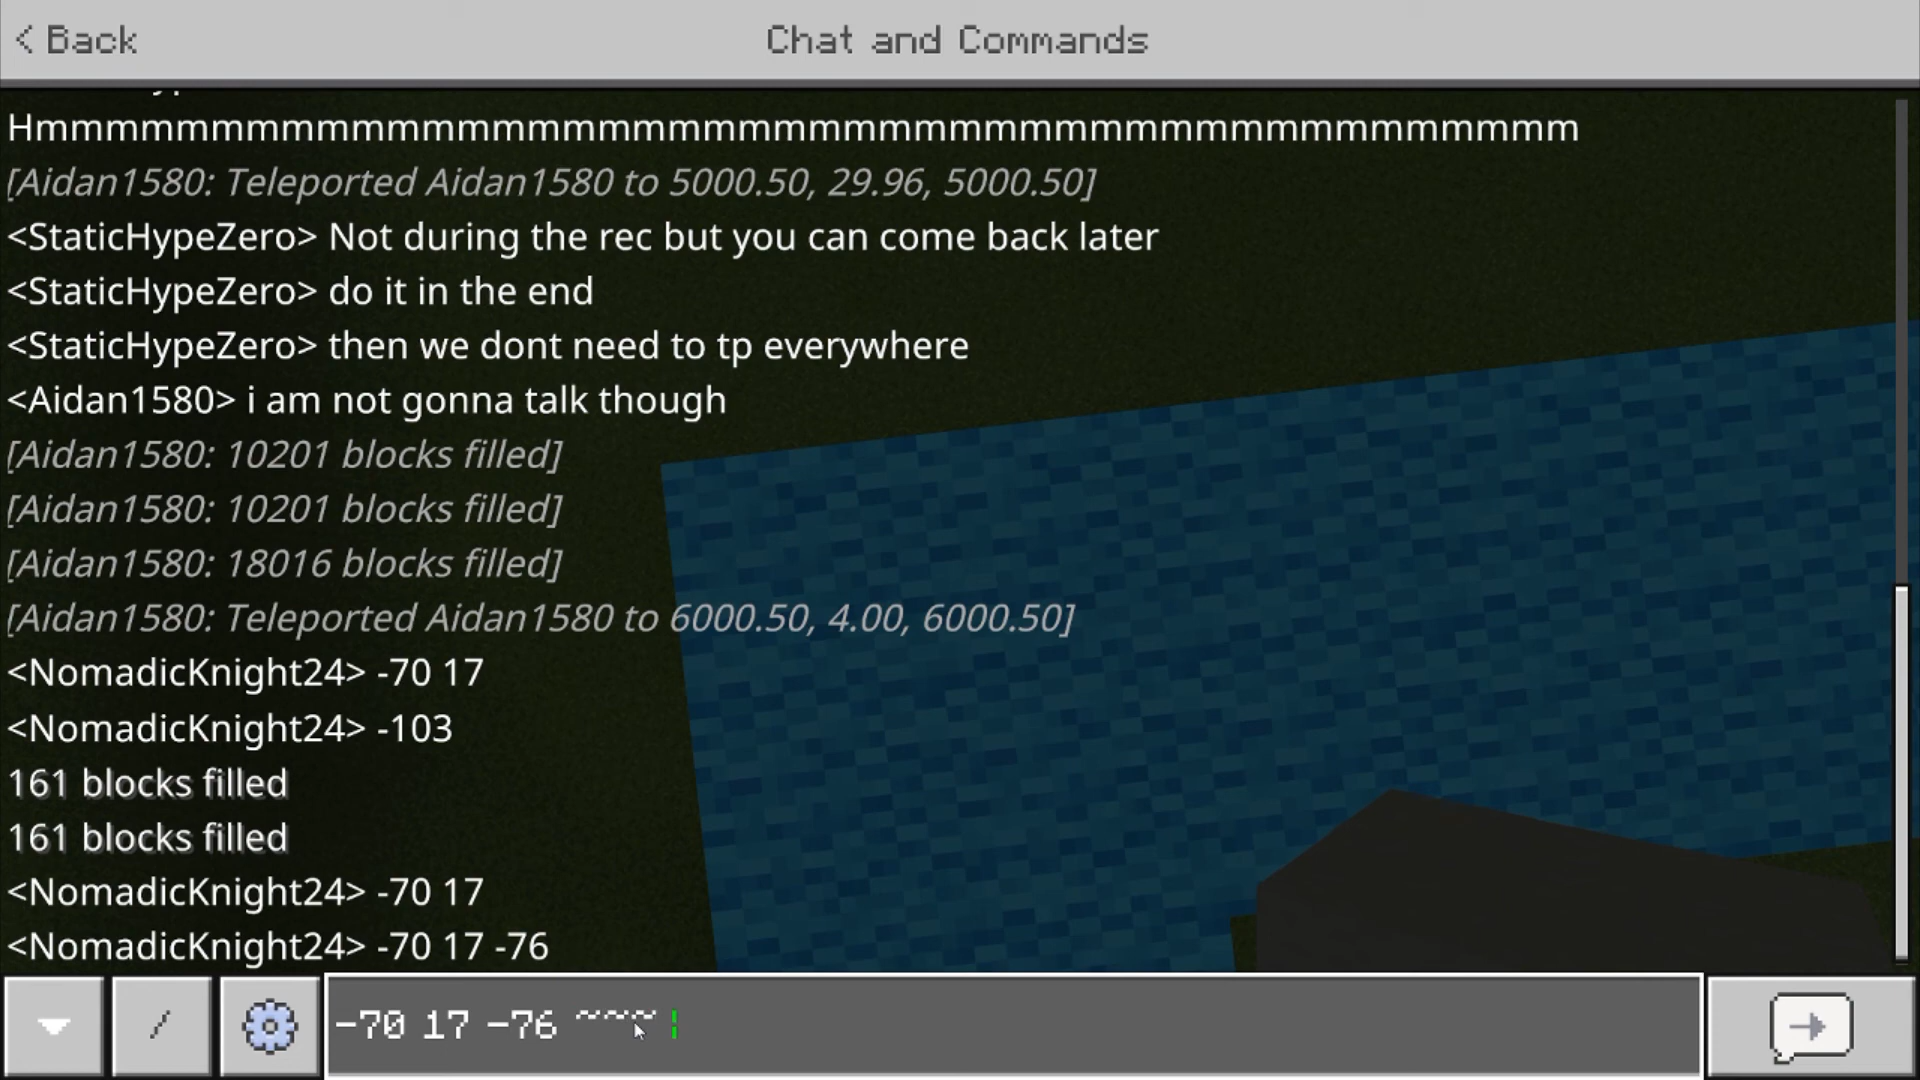 < Back
Chat and Commands
Hmmmmmmmmmmmmmmmmmmmmmmmmmmmmmmmmmmmmmmmmmmmm
[Aidan1580: Teleported Aidan1580 to 5000.50, 29.96, 5000.50]
<StaticHypeZero> Not during the rec but you can come back later
<StaticHypeZero> do it in the end
<StaticHypeZero> then we dont need to tp everywhere
<Aidan1580> i am not gonna talk though
[Aidan1580: 10201 blocks filled]
[Aidan1580: 10201 blocks filled]
[Aidan1580: 18016 blocks filled]
[Aidan1580: Teleported Aidan1580 to 6000.50, 4.00, 6000.50]
<NomadicKnight24> -70 17
<NomadicKnight24> -103
161 blocks filled
161 blocks filled
<NomadicKnight24> -70 17
<NomadicKnight24> -70 17 -76
/
-70 17 -76 ~~~